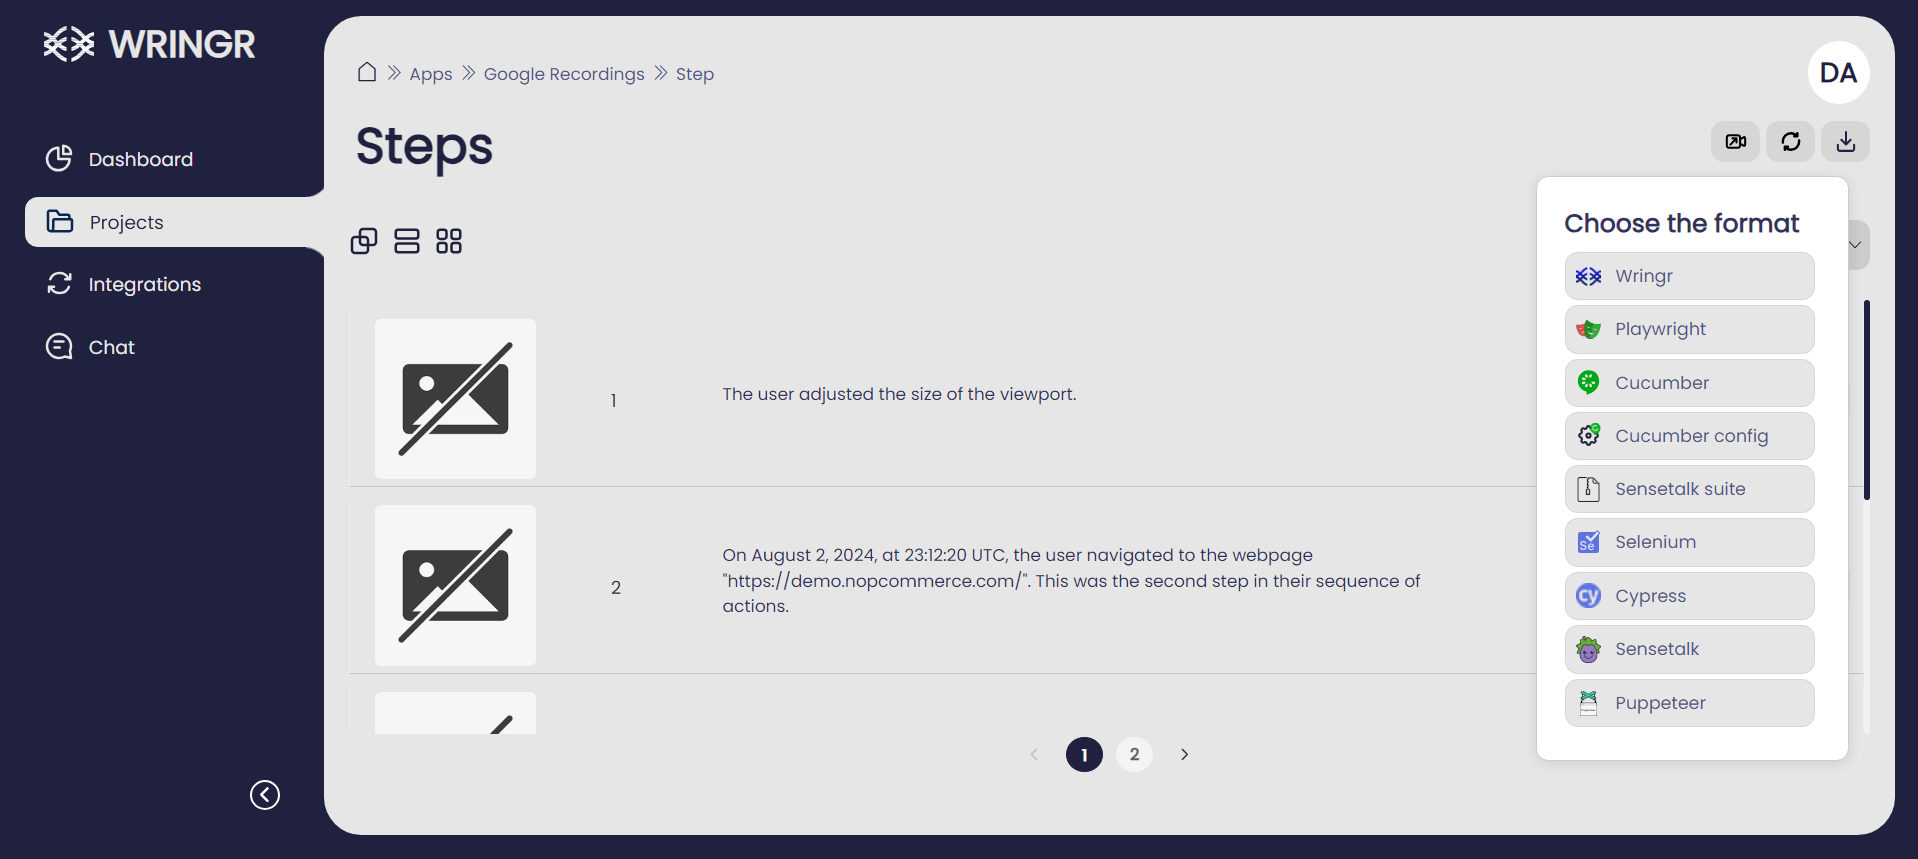 WRINGR
Dashboard
Projects
Integrations
Chat
Apps
Google Recordings
Step
DA
Steps
1
The user adjusted the size of the viewport.
2
On August 2, 2024, at 23:12:20 UTC, the user navigated to the webpage
"https://demo.nopcommerce.com/". This was the second step in their sequence of
actions.
1
2
Choose the format
Wringr
Playwright
Cucumber
Cucumber config
Sensetalk suite
Se
Selenium
cy
Cypress
Sensetalk
Puppeteer